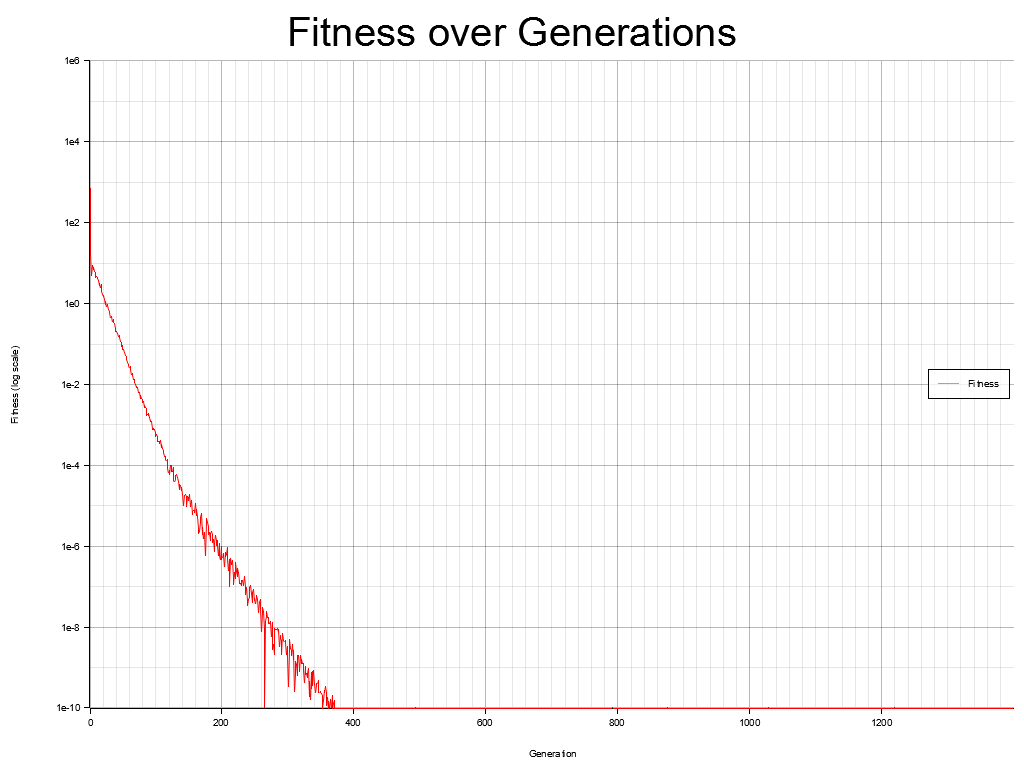 Fitness over Generations
1e6
1e4
1e2
1e0
1e-2
1e-4
1e-6
1e-8
1e-10
Fitness (log scale)
Fitness
0 200 400 600 800 1000 1200
Generation